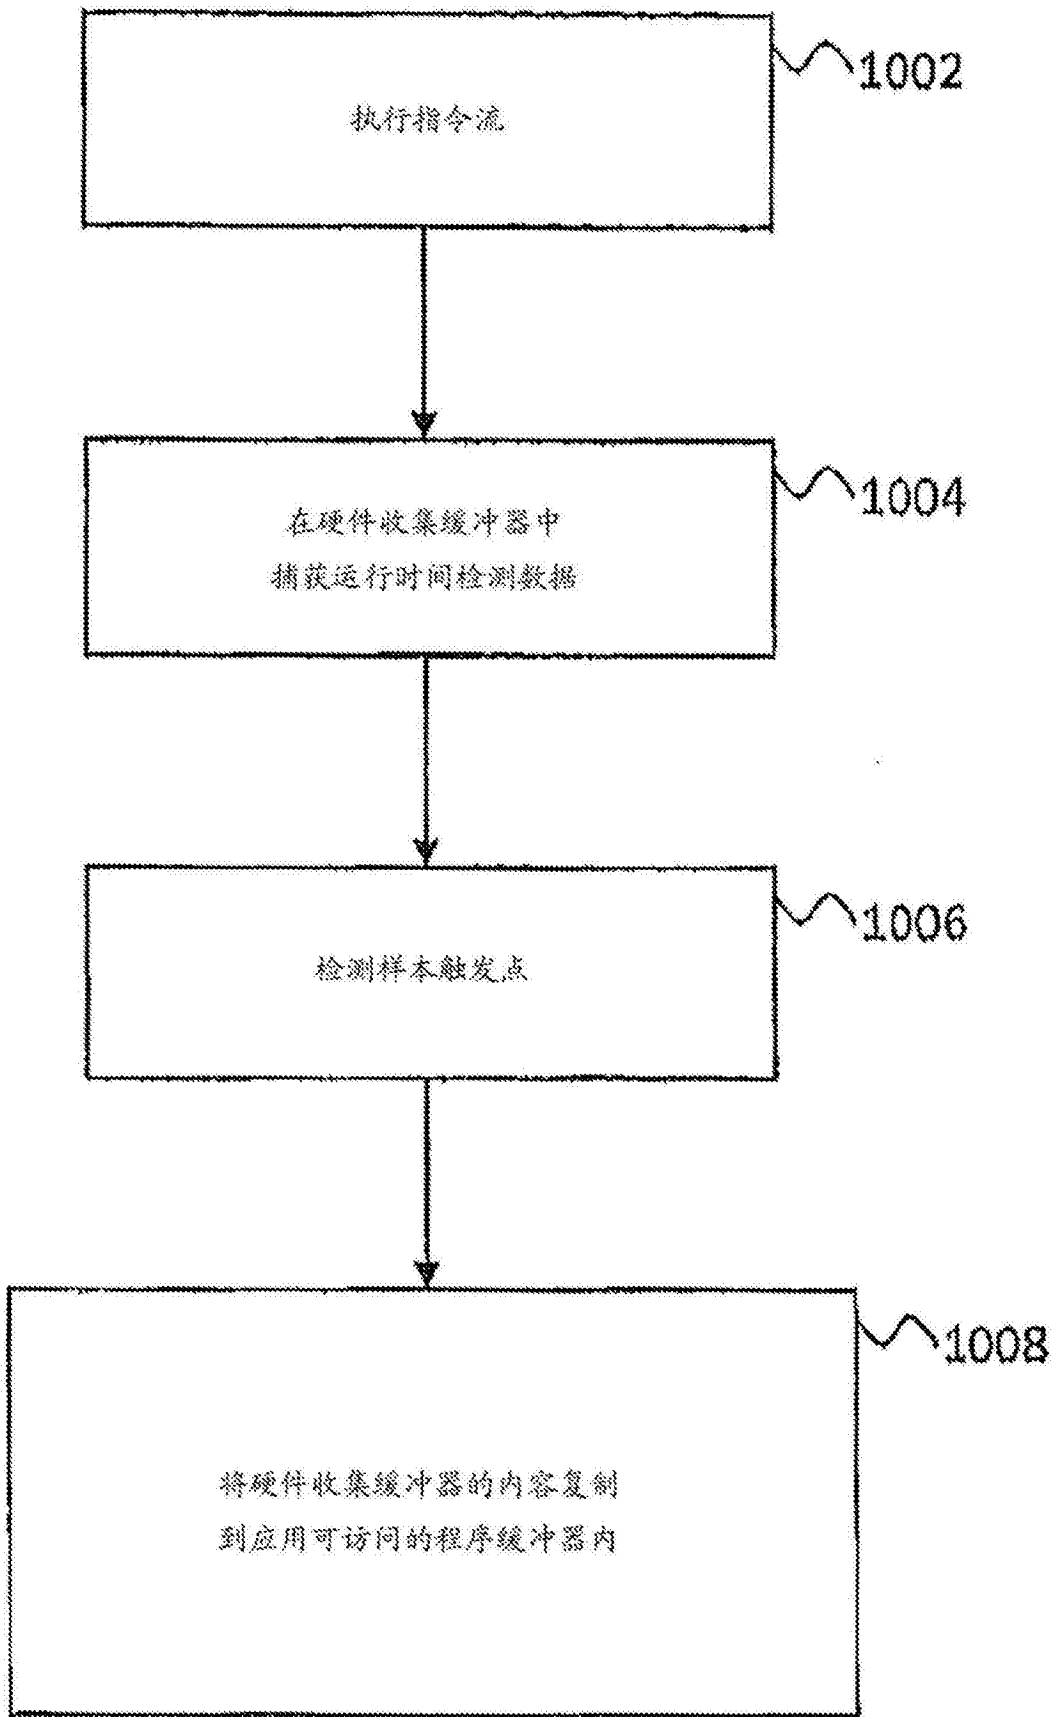 执行指令流
1002
在硬件收集缓冲器中
捕获运行时间检测数据
1004
检测样本触发点
1006
将硬件收集缓冲器的内容复制
到应用可访问的程序缓冲器内
1008